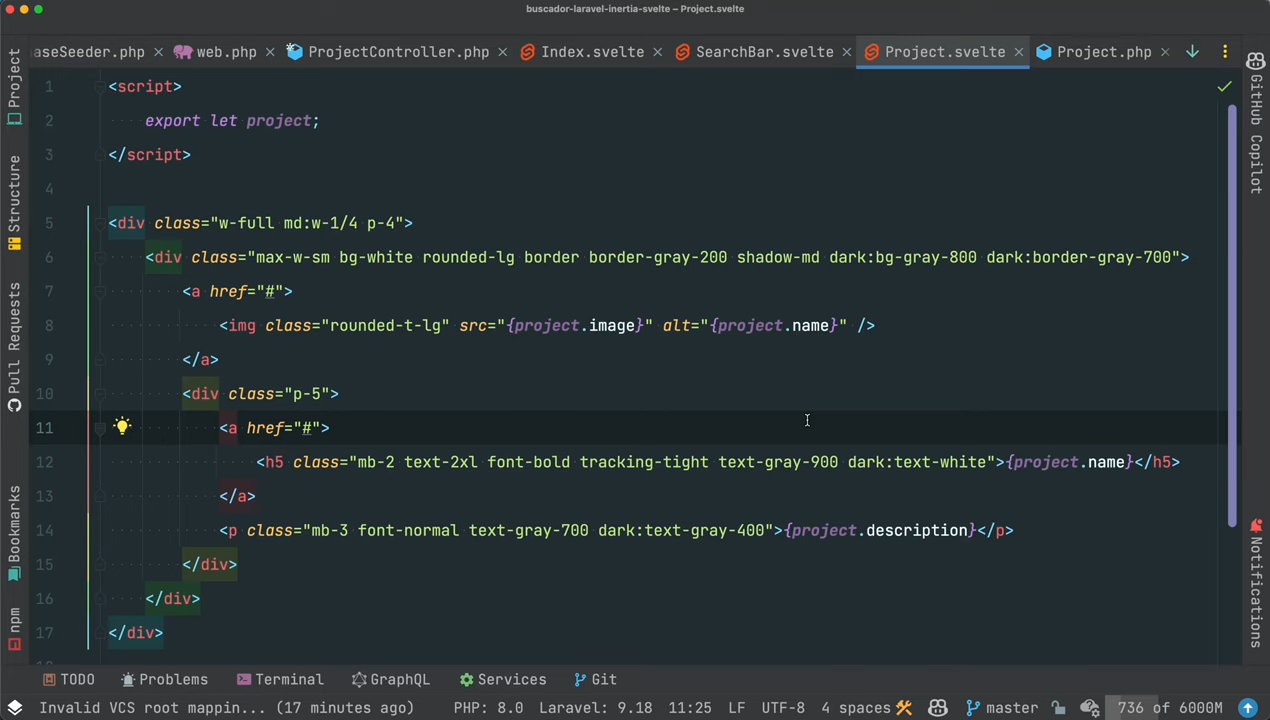 buscador-laravel-inertia-svelte – Project.svelte
aseSeeder.php
web.php
ProjectController.php
Index.svelte
SearchBar.svelte
Project.svelte
Project.php
Project
Structure
Pull Requests
Bookmarks
npm
1 <script>
2 export let project;
3 </script>
4
5 <div class="w-full md:w-1/4 p-4">
6 <div class="max-w-sm bg-white rounded-lg border border-gray-200 shadow-md dark:bg-gray-800 dark:border-gray-700">
7 <a href="#">
8 <img class="rounded-t-lg" src="{project.image}" alt="{project.name}" />
9 </a>
10 <div class="p-5">
11 <a href="#">
12 <h5 class="mb-2 text-2xl font-bold tracking-tight text-gray-900 dark:text-white">{project.name}</h5>
13 </a>
14 <p class="mb-3 font-normal text-gray-700 dark:text-gray-400">{project.description}</p>
15 </div>
16 </div>
17 </div>
GitHub Copilot
Notifications
TODO
Problems
Terminal
GraphQL
Services
Git
Invalid VCS root mappin... (17 minutes ago)
PHP: 8.0
Laravel: 9.18
11:25
LF
UTF-8
4 spaces
master
736 of 6000M